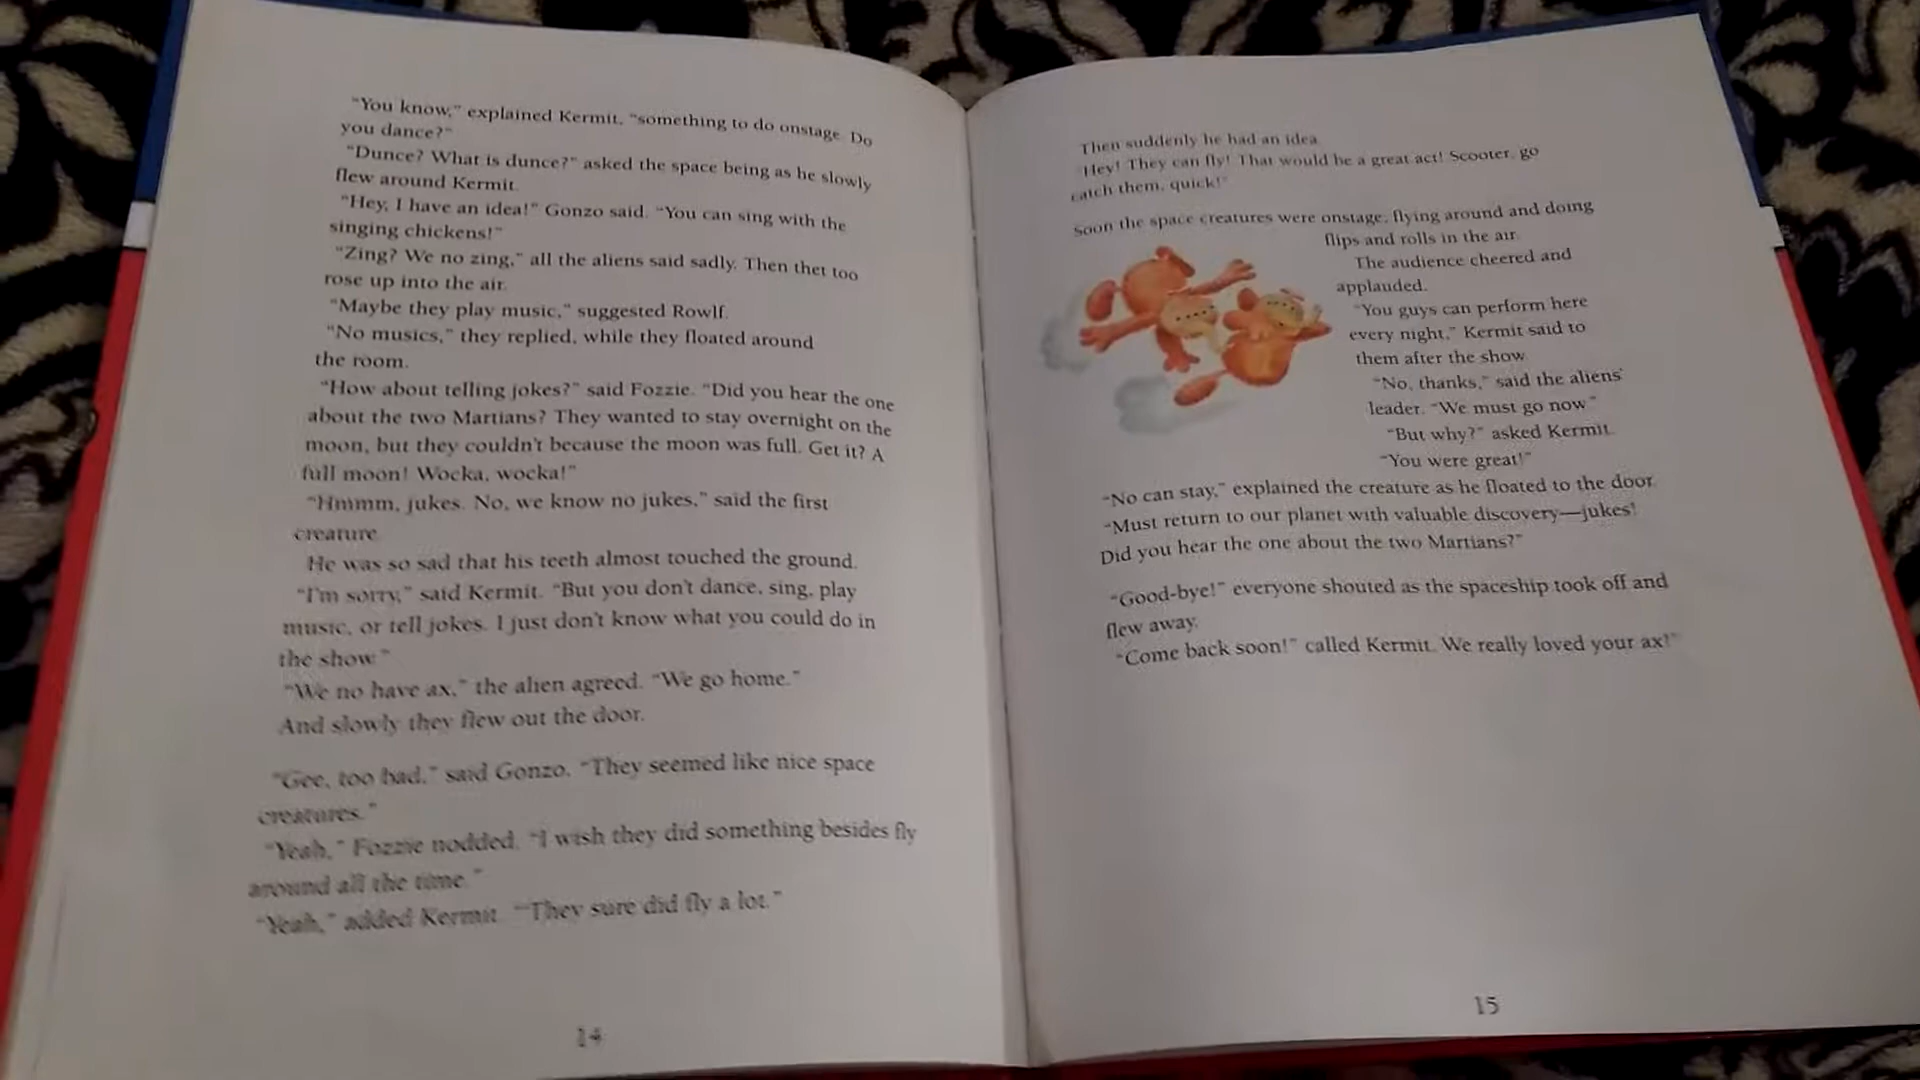 "You know," explained Kermit, "something to do onstage. Do
you dance?"
"Dunce? What is dunce?" asked the space being as he slowly
flew around Kermit.
"Hey, I have an idea!" Gonzo said. "You can sing with the
singing chickens!"
"Zing? We no zing," all the aliens said sadly. Then thet too
rose up into the air.
"Maybe they play music," suggested Rowlf.
"No musics," they replied, while they floated around
the room.
"How about telling jokes?" said Fozzie. "Did you hear the one
about the two Martians? They wanted to stay overnight on the
moon, but they couldn't because the moon was full. Get it? A
full moon! Wocka, wocka!"
"Hmmm, jukes. No, we know no jukes," said the first
creature.
He was so sad that his teeth almost touched the ground.
"I'm sorry," said Kermit. "But you don't dance, sing, play
music, or tell jokes. I just don't know what you could do in
the show."
"We no have ax," the alien agreed. "We go home."
And slowly they flew out the door.
"Gee, too bad," said Gonzo. "They seemed like nice space
creatures."
"Yeah," Fozzie nodded. "I wish they did something besides fly
around all the time."
"Yeah," added Kermit. "They sure did fly a lot."
14
Then suddenly he had an idea.
"Hey! They can fly! That would be a great act! Scooter, go
catch them, quick!"
Soon the space creatures were onstage, flying around and doing
flips and rolls in the air.
The audience cheered and
applauded.
"You guys can perform here
every night," Kermit said to
them after the show.
"No, thanks," said the aliens'
leader. "We must go now."
"But why?" asked Kermit.
"You were great!"
"No can stay," explained the creature as he floated to the door.
"Must return to our planet with valuable discovery—jukes!
Did you hear the one about the two Martians?"
"Good-bye!" everyone shouted as the spaceship took off and
flew away.
"Come back soon!" called Kermit. We really loved your ax!"
15